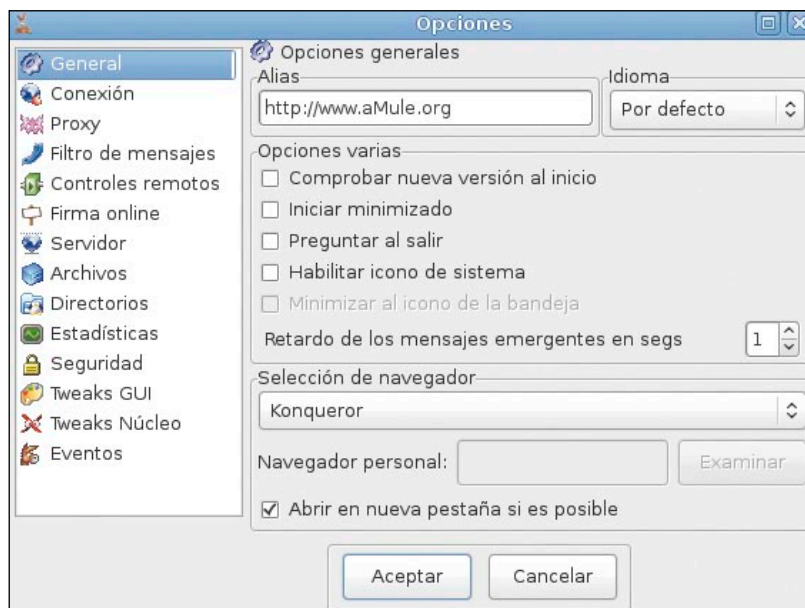 Opciones
General
Conexión
Proxy
Filtro de mensajes
Controles remotos
Firma online
Servidor
Archivos
Directorios
Estadísticas
Seguridad
Tweaks GUI
Tweaks Núcleo
Eventos
Opciones generales
Alias
http://www.aMule.org
Idioma
Por defecto
Opciones varias
Comprobar nueva versión al inicio
Iniciar minimizado
Preguntar al salir
Habilitar icono de sistema
Minimizar al icono de la bandeja
Retardo de los mensajes emergentes en segs 1
Selección de navegador
Konqueror
Navegador personal: Examinar
Abrir en nueva pestaña si es posible
Aceptar Cancelar